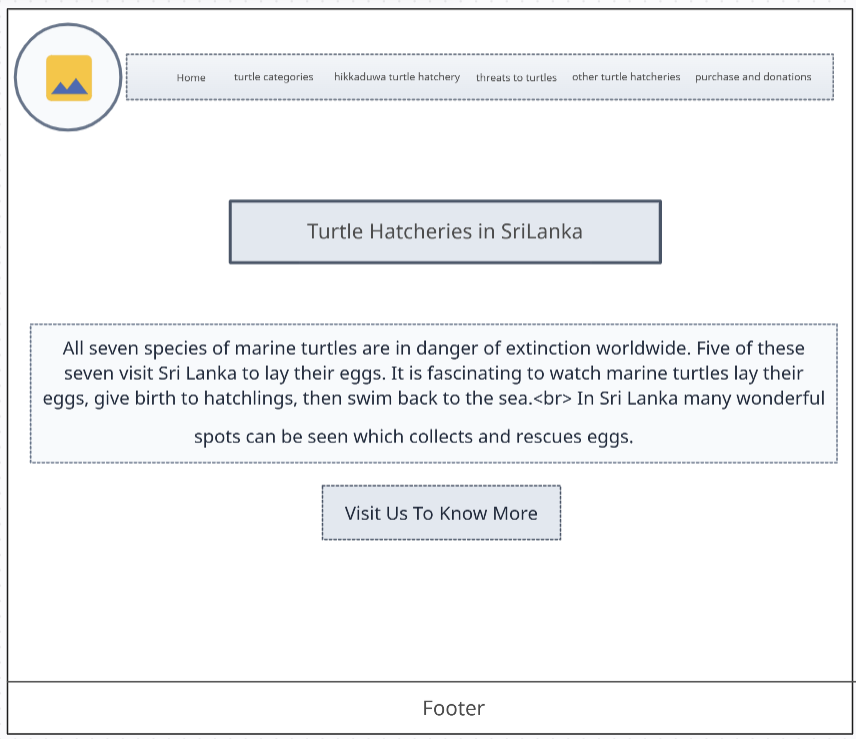 Home turtle categories hikkaduwa turtle hatchery threats to turtles other turtle hatcheries purchase and donations
Turtle Hatcheries in SriLanka
All seven species of marine turtles are in danger of extinction worldwide. Five of these
seven visit Sri Lanka to lay their eggs. It is fascinating to watch marine turtles lay their
eggs, give birth to hatchlings, then swim back to the sea.<br> In Sri Lanka many wonderful
spots can be seen which collects and rescues eggs.
Visit Us To Know More
Footer